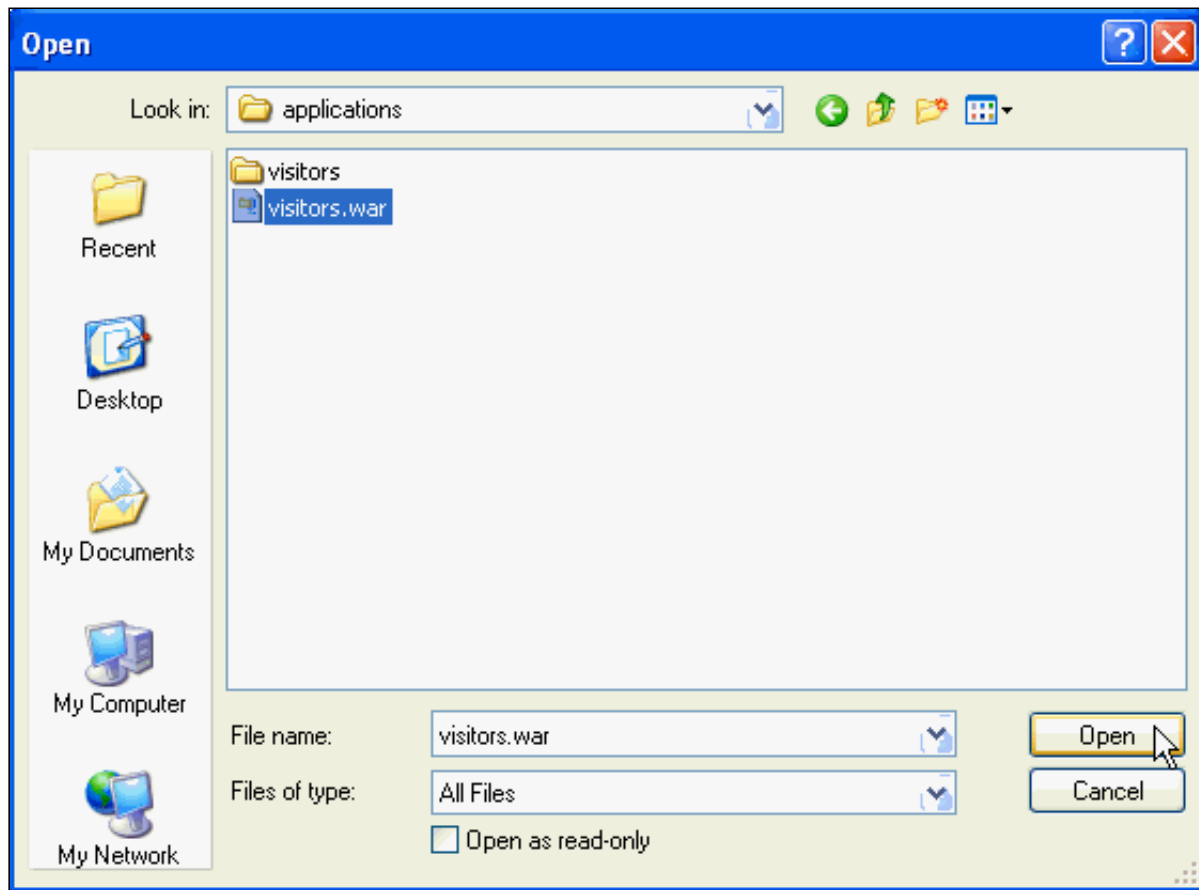 Open
Look in: applications
visitors
visitors.war
Recent
Desktop
My Documents
My Computer
My Network
File name: visitors.war Open
Files of type: All Files Cancel
Open as read-only